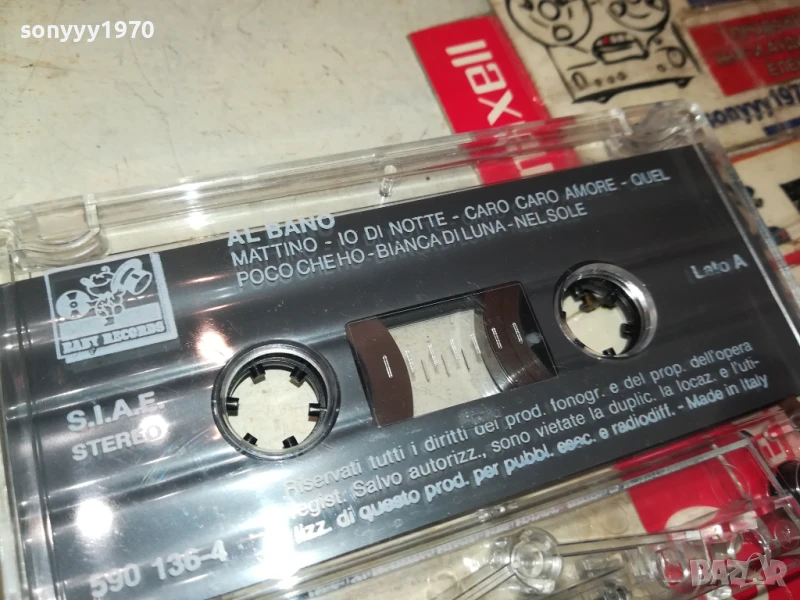 sonyyy1970
xell
AL BANO
MATTINO - IO DI NOTTE - CARO CARO AMORE - QUEL
POCO CHE HO - BIANCA DI LUNA - NEL SOLE
Lato A
BABY RECORDS
S.I.A.E.
STEREO
Riservati tutti i diritti del prod. fonogr. e del prop. dell'opera
regist. Salvo autorizz., sono vietate la duplic. la locaz. e l'uti-
lizz. di questo prod. per pubbl. esec. e radiodiff. - Made in Italy
590 136-4
BAZAR